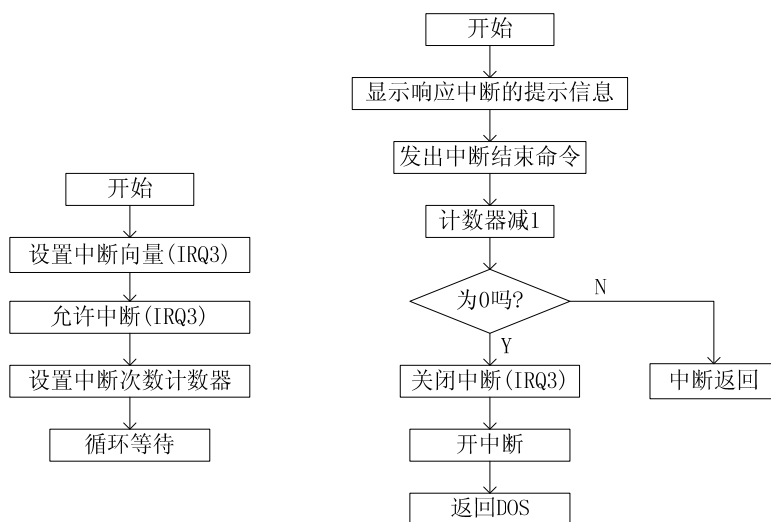 开始
设置中断向量(IRQ3)
允许中断(IRQ3)
设置中断次数计数器
循环等待
开始
显示响应中断的提示信息
发出中断结束命令
计数器减1
为0吗?
N
Y
关闭中断(IRQ3)
中断返回
开中断
返回DOS